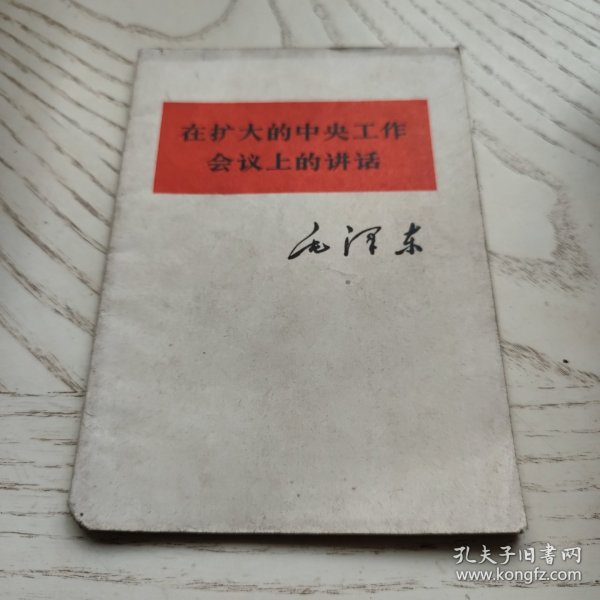 在扩大的中央工作
会议上的讲话
毛泽东
孔夫子旧书网
www.kongfz.com